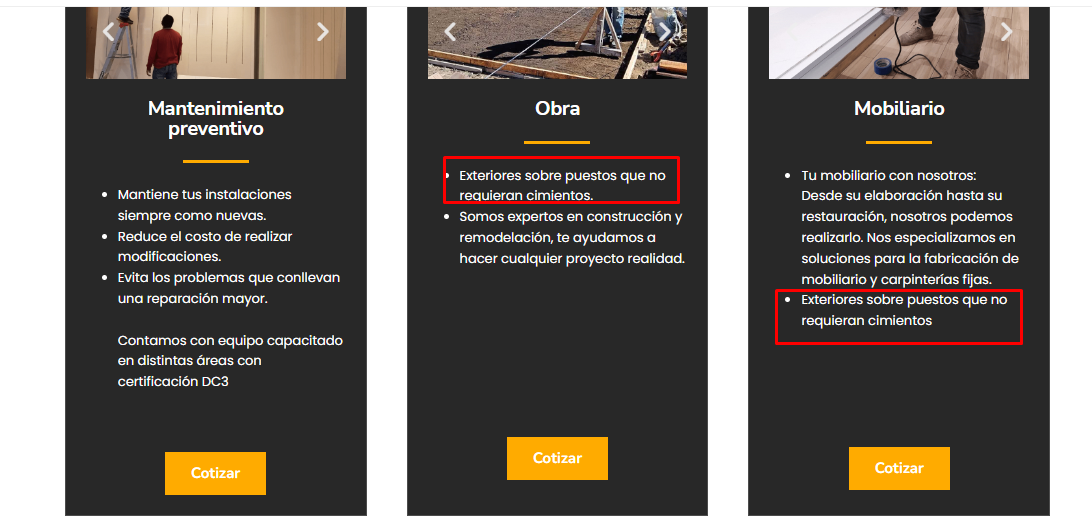 Mantenimiento
preventivo
Mantiene tus instalaciones
siempre como nuevas.
Reduce el costo de realizar
modificaciones.
Evita los problemas que conllevan
una reparación mayor.
Contamos con equipo capacitado
en distintas áreas con
certificación DC3
Cotizar
Obra
Exteriores sobre puestos que no
requieran cimientos.
Somos expertos en construcción y
remodelación, te ayudamos a
hacer cualquier proyecto realidad.
Cotizar
Mobiliario
Tu mobiliario con nosotros:
Desde su elaboración hasta su
restauración, nosotros podemos
realizarlo. Nos especializamos en
soluciones para la fabricación de
mobiliario y carpinterías fijas.
Exteriores sobre puestos que no
requieran cimientos
Cotizar